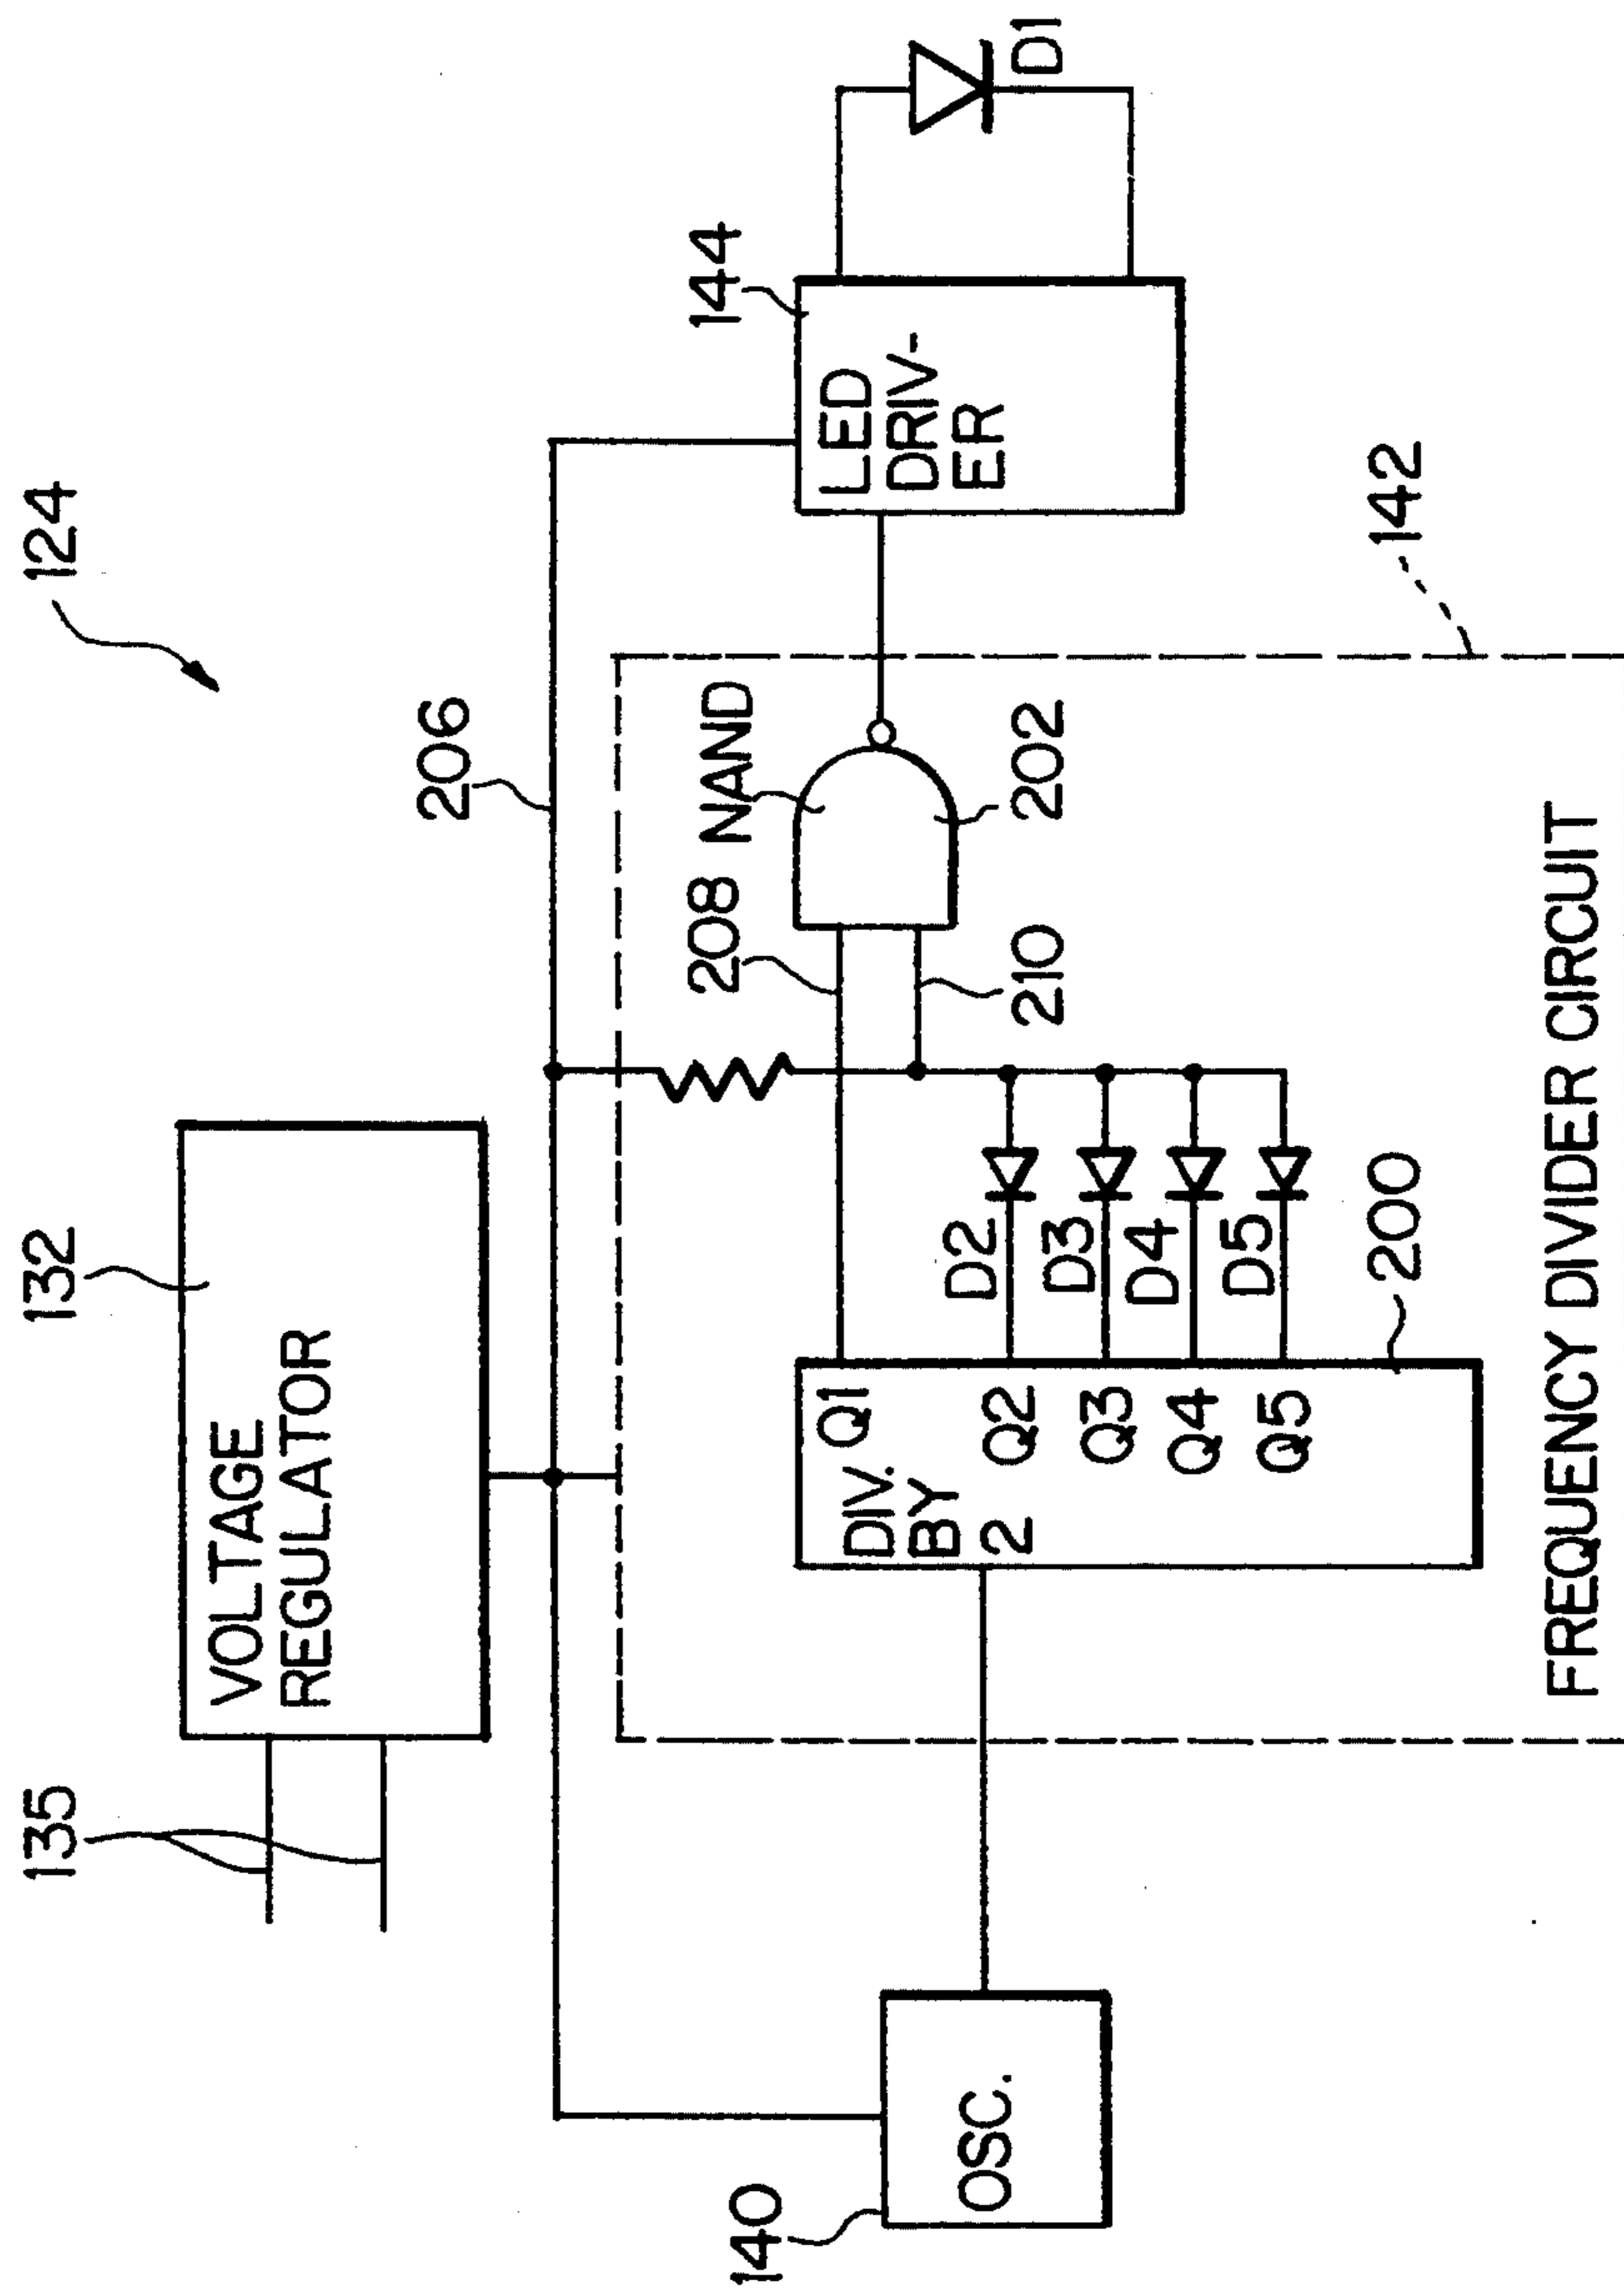 124
132
135
VOLTAGE
REGULATOR
206
144
LED
DRIV-
ER
D1
208
NAND
210
202
142
140
OSC.
DIV.
BY
2
Q1
Q2
Q3
Q4
Q5
D2
D3
D4
D5
200
FREQUENCY DIVIDER CIRCUIT